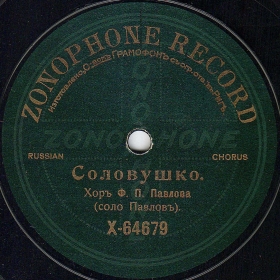 ZONOPHONE RECORD
ZONOPHONE
RUSSIAN CHORUS
Соловушко.
Хоръ Ф. П. Павлова
(соло Павловъ).
X-64679